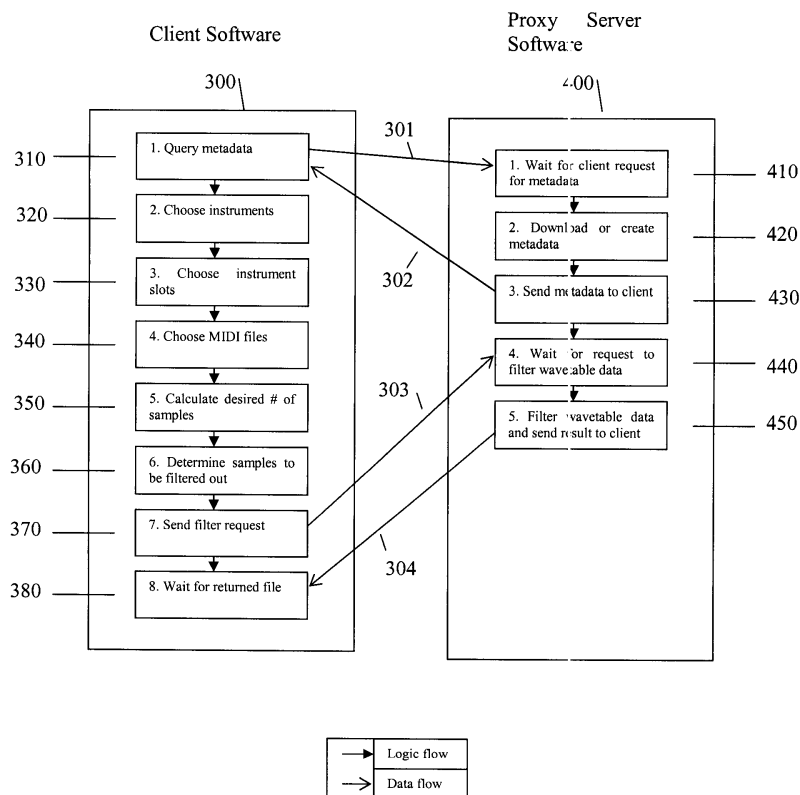 Client Software
Proxy Server
Software
300
400
301
310
1. Query metadata
1. Wait for client request
for metadata
410
320
2. Choose instruments
2. Download or create
metadata
420
330
3. Choose instrument
slots
302
3. Send metadata to client
430
340
4. Choose MIDI files
4. Wait for request to
filter wavetable data
440
350
5. Calculate desired # of
samples
303
5. Filter wavetable data
and send result to client
450
360
6. Determine samples to
be filtered out
370
7. Send filter request
304
380
8. Wait for returned file
Logic flow
Data flow